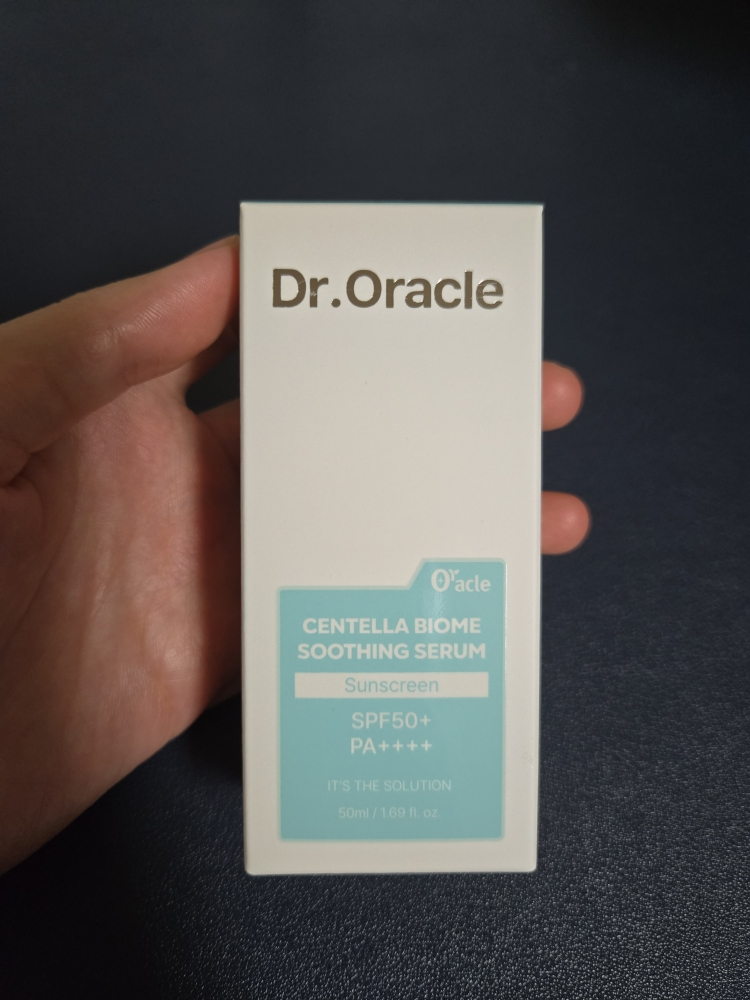 Dr.Oracle
Oracle
CENTELLA BIOME
SOOTHING SERUM
Sunscreen
SPF50+
PA++++
IT'S THE SOLUTION
50ml / 1.69 fl. oz.